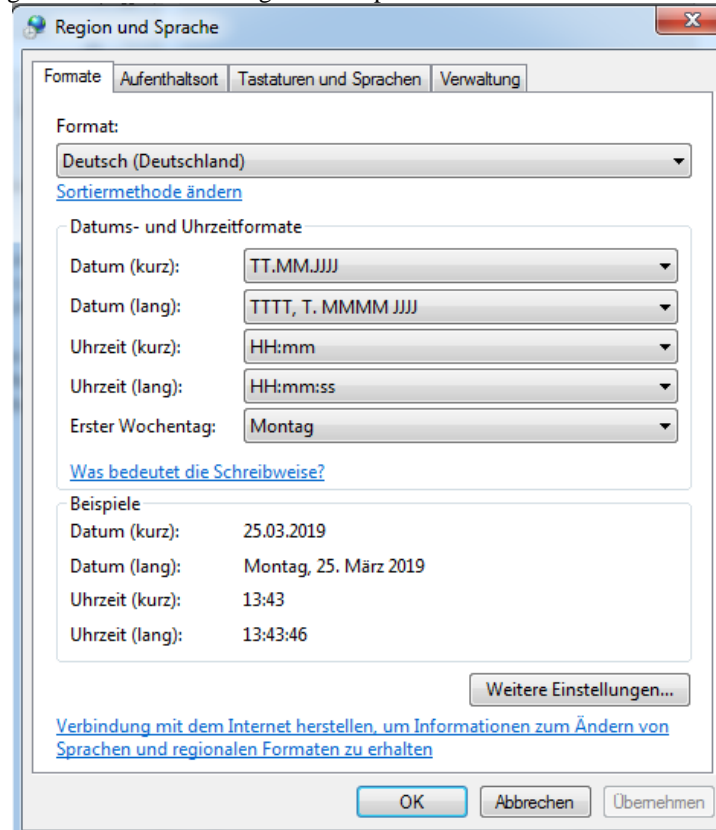 Region und Sprache
Formate Aufenthaltsort Tastaturen und Sprachen Verwaltung
Format:
Deutsch (Deutschland)
Sortiermethode ändern
Datums- und Uhrzeitformate
Datum (kurz): TT.MM.JJJJ
Datum (lang): TTTT, T. MMMM JJJJ
Uhrzeit (kurz): HH:mm
Uhrzeit (lang): HH:mm:ss
Erster Wochentag: Montag
Was bedeutet die Schreibweise?
Beispiele
Datum (kurz): 25.03.2019
Datum (lang): Montag, 25. März 2019
Uhrzeit (kurz): 13:43
Uhrzeit (lang): 13:43:46
Weitere Einstellungen...
Verbindung mit dem Internet herstellen, um Informationen zum Ändern von
Sprachen und regionalen Formaten zu erhalten
OK Abbrechen Übernehmen